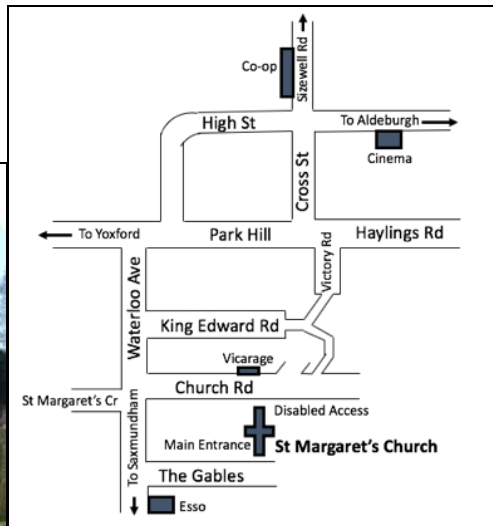 Co-op
Sizewell Rd
High St
To Aldeburgh
Cinema
Cross St
To Yoxford
Park Hill
Haylings Rd
Victory Rd
Waterloo Ave
King Edward Rd
Vicarage
Church Rd
St Margaret's Cr
Disabled Access
Main Entrance
St Margaret's Church
To Saxmundham
The Gables
Esso